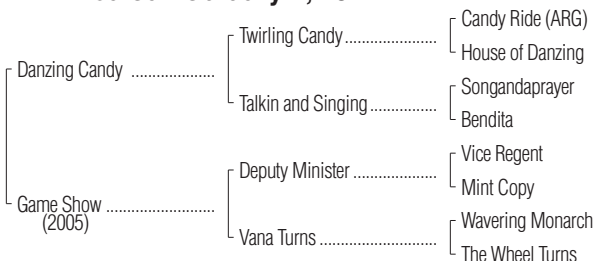 Candy Ride (ARG)
Twirling Candy
House of Danzing
Danzing Candy
Songandaprayer
Talkin and Singing
Bendita
Vice Regent
Deputy Minister
Mint Copy
Game Show
(2005)
Wavering Monarch
Vana Turns
The Wheel Turns